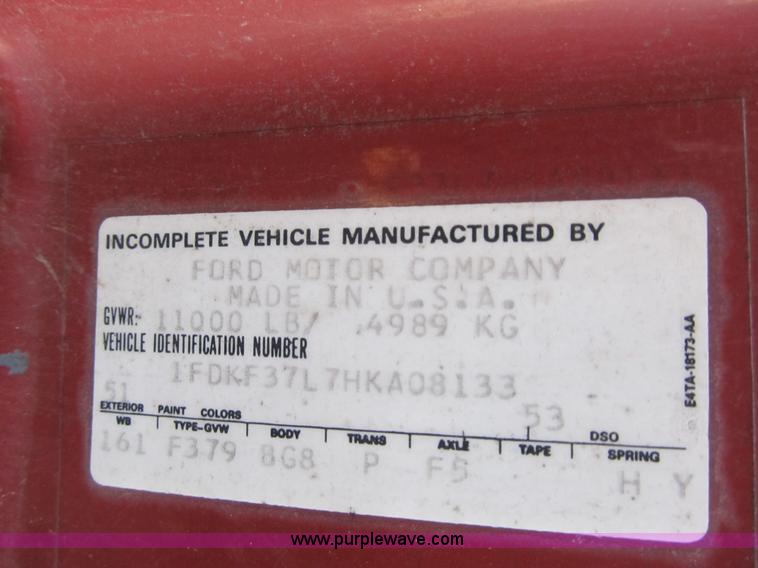 INCOMPLETE VEHICLE MANUFACTURED BY
FORD MOTOR COMPANY
MADE IN U.S.A.
GVWR: 11000 LB/ 4989 KG
VEHICLE IDENTIFICATION NUMBER
1FDKF37L7HKA08133
51 53
EXTERIOR PAINT COLORS DSO
WB TYPE-GVW BODY TRANS AXLE TAPE SPRING
161 F379 BG8 P F5 H Y
E4TA-18173-AA
www.purplewave.com